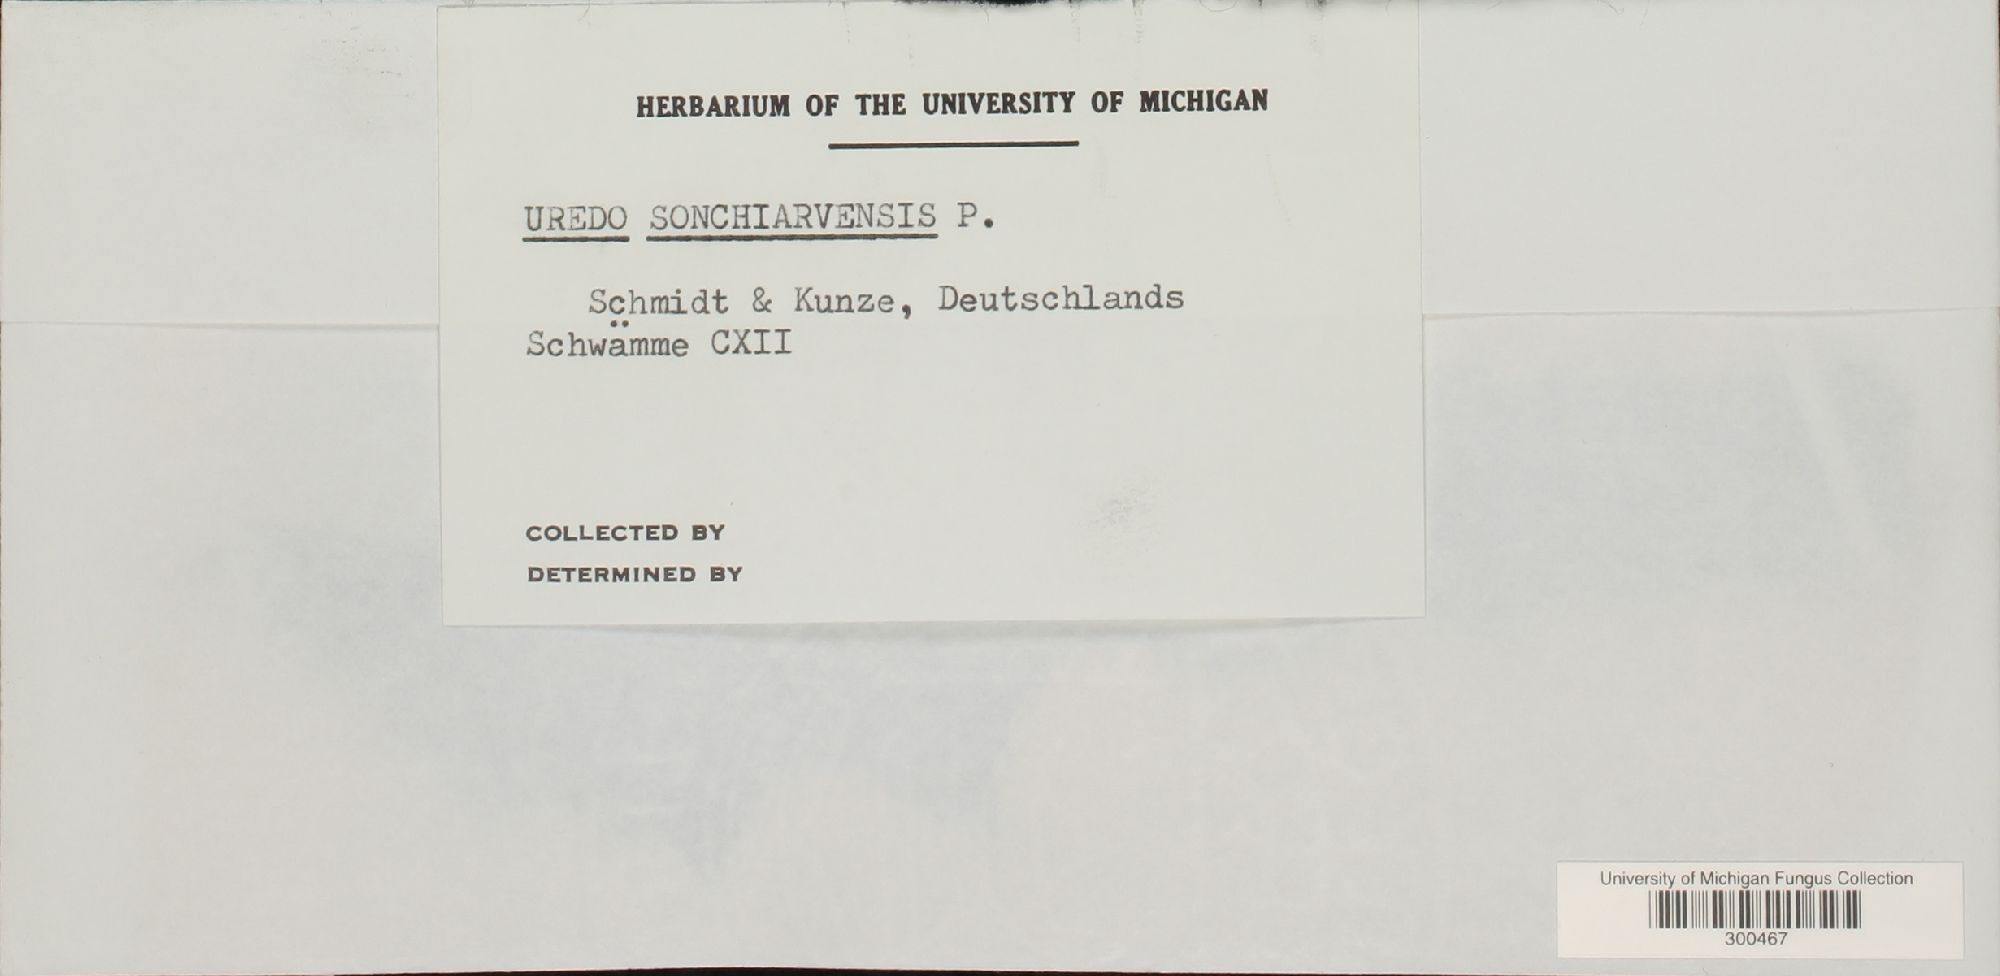 HERBARIUM OF THE UNIVERSITY OF MICHIGAN
UREDO SONCHIARVENSIS P.
Schmidt & Kunze, Deutschlands
Schwämme CXII
COLLECTED BY
DETERMINED BY
University of Michigan Fungus Collection
300467